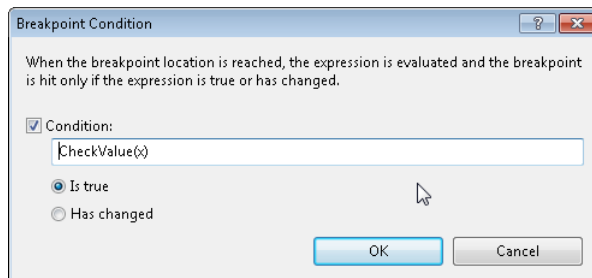 Breakpoint Condition
When the breakpoint location is reached, the expression is evaluated and the breakpoint
is hit only if the expression is true or has changed.
Condition:
CheckValue(x)
Is true
Has changed
OK Cancel